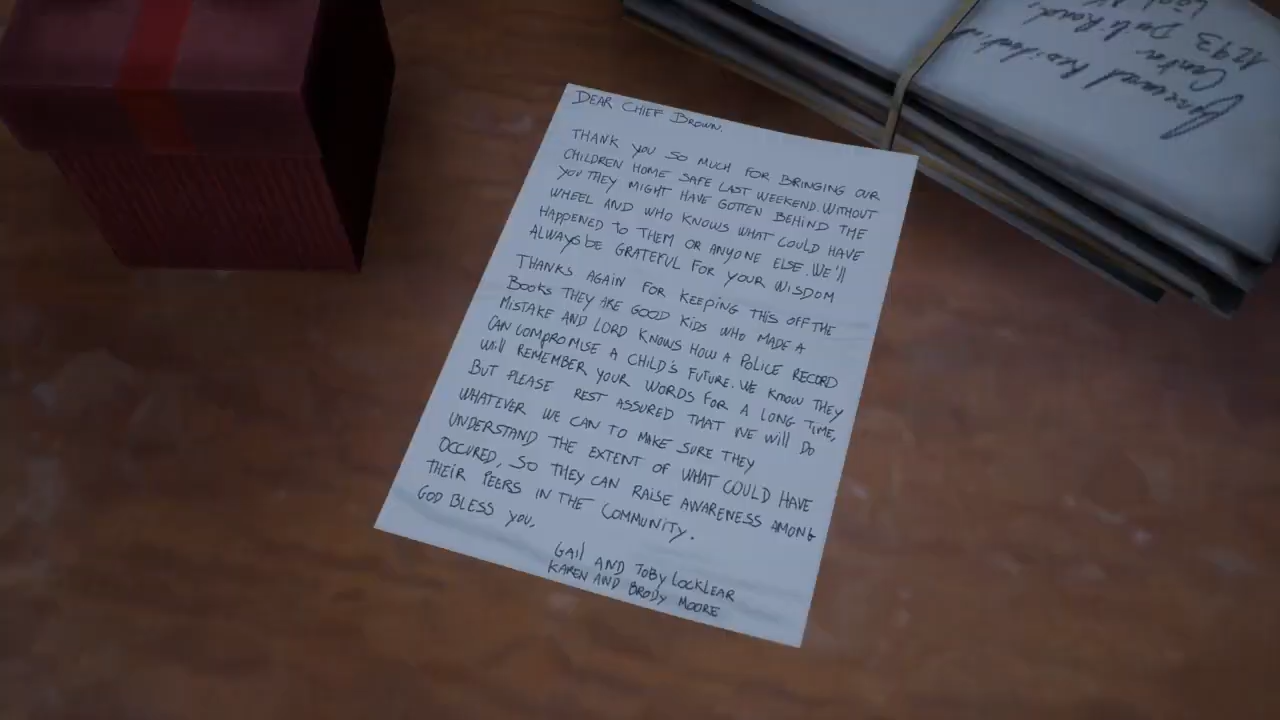 DEAR CHIEF BROWN.
THANK YOU SO MUCH FOR BRINGING OUR
CHILDREN HOME SAFE LAST WEEKEND. WITHOUT
YOU THEY MIGHT HAVE GOTTEN BEHIND THE
WHEEL AND WHO KNOWS WHAT COULD HAVE
HAPPENED TO THEM OR ANYONE ELSE. WE'll
ALWAYS BE GRATEFUL FOR YOUR WISDOM
THANKS AGAIN FOR KEEPING THIS OFF THE
BOOKS THEY ARE GOOD KIDS WHO MADE A
MISTAKE AND LORD KNOWS HOW A POLICE RECORD
CAN COMPROMISE A CHILD'S FUTURE. WE KNOW THEY
Will REMEMBER YOUR WORDS FOR A LONG TIME,
BUT PLEASE REST ASSURED THAT WE Will DO
WHATEVER WE CAN TO MAKE SURE THEY
UNDERSTAND THE EXTENT OF WHAT COULD HAVE
OCCURED, SO THEY CAN RAISE AWARENESS AMONG
THEIR PEERS IN THE COMMUNITY.
GOD BLESS YOU,
GAil AND TOBY LOCKLEAR
KAREN AND BRODY MOORE
1293
Road,